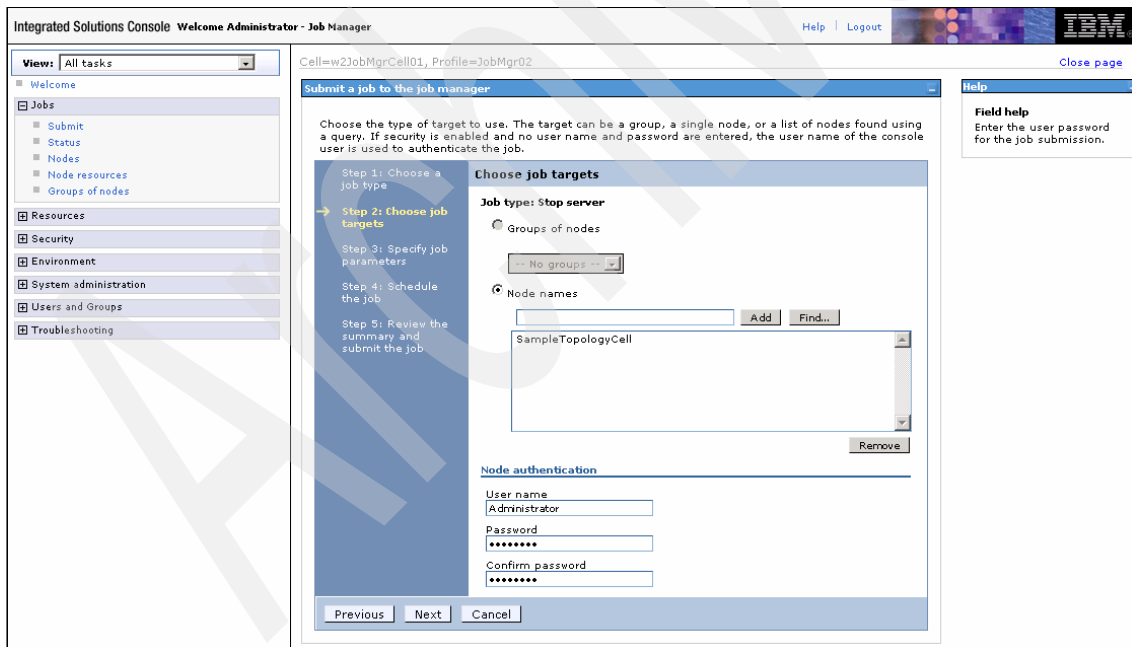 Integrated Solutions Console Welcome Administrator - Job Manager
Help | Logout
IBM.
View: All tasks
Welcome
Jobs
Submit
Status
Nodes
Node resources
Groups of nodes
Resources
Security
Environment
System administration
Users and Groups
Troubleshooting
Cell=w2JobMgrCell01, Profile=JobMgr02
Close page
Submit a job to the job manager
Choose the type of target to use. The target can be a group, a single node, or a list of nodes found using
a query. If security is enabled and no user name and password are entered, the user name of the console
user is used to authenticate the job.
Step 1: Choose a
job type
Step 2: Choose job
targets
Step 3: Specify job
parameters
Step 4: Schedule
the job
Step 5: Review the
summary and
submit the job
Choose job targets
Job type: Stop server
Groups of nodes
-- No groups --
Node names
Add Find...
SampleTopologyCell
Remove
Node authentication
User name
Administrator
Password
••••••••
Confirm password
••••••••
Previous Next Cancel
Help
Field help
Enter the user password
for the job submission.